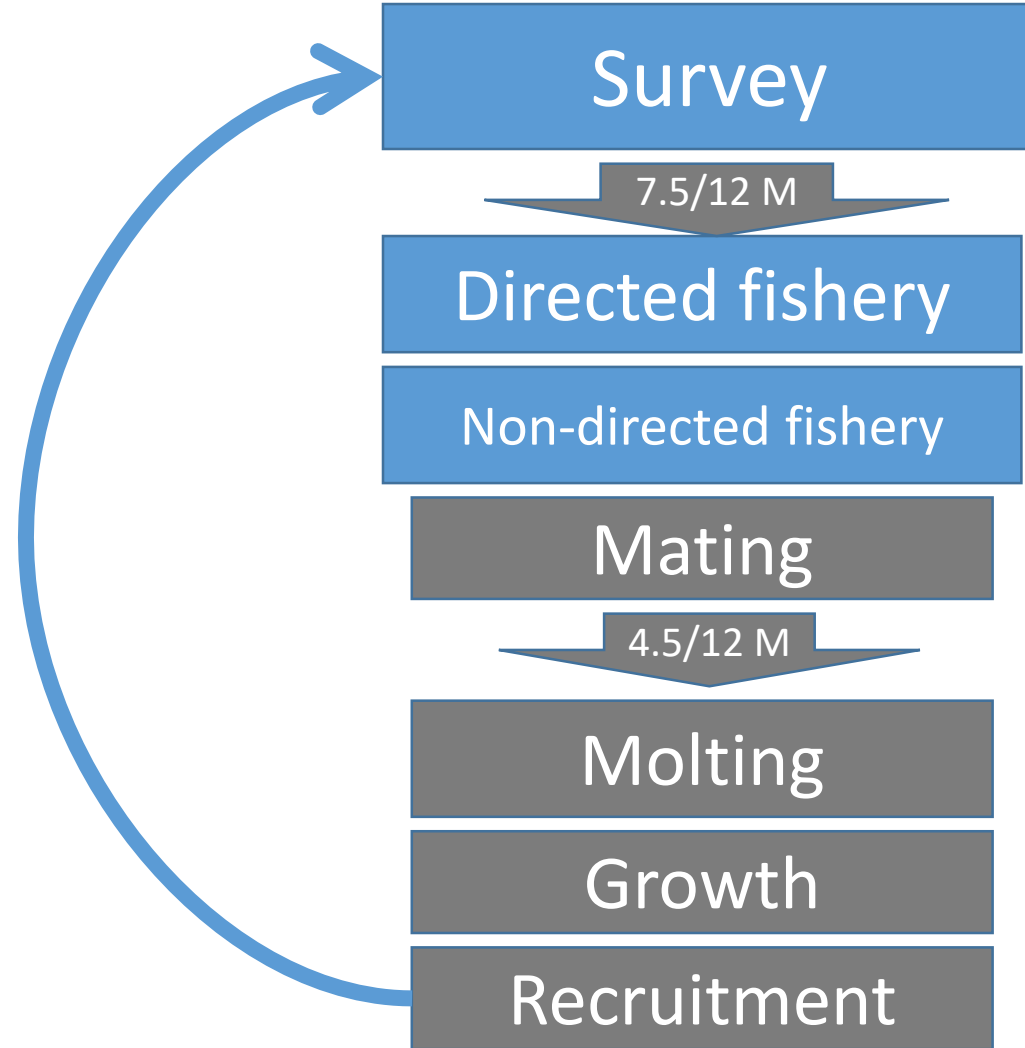 Survey
7.5/12 M
Directed fishery
Non-directed fishery
Mating
4.5/12 M
Molting
Growth
Recruitment